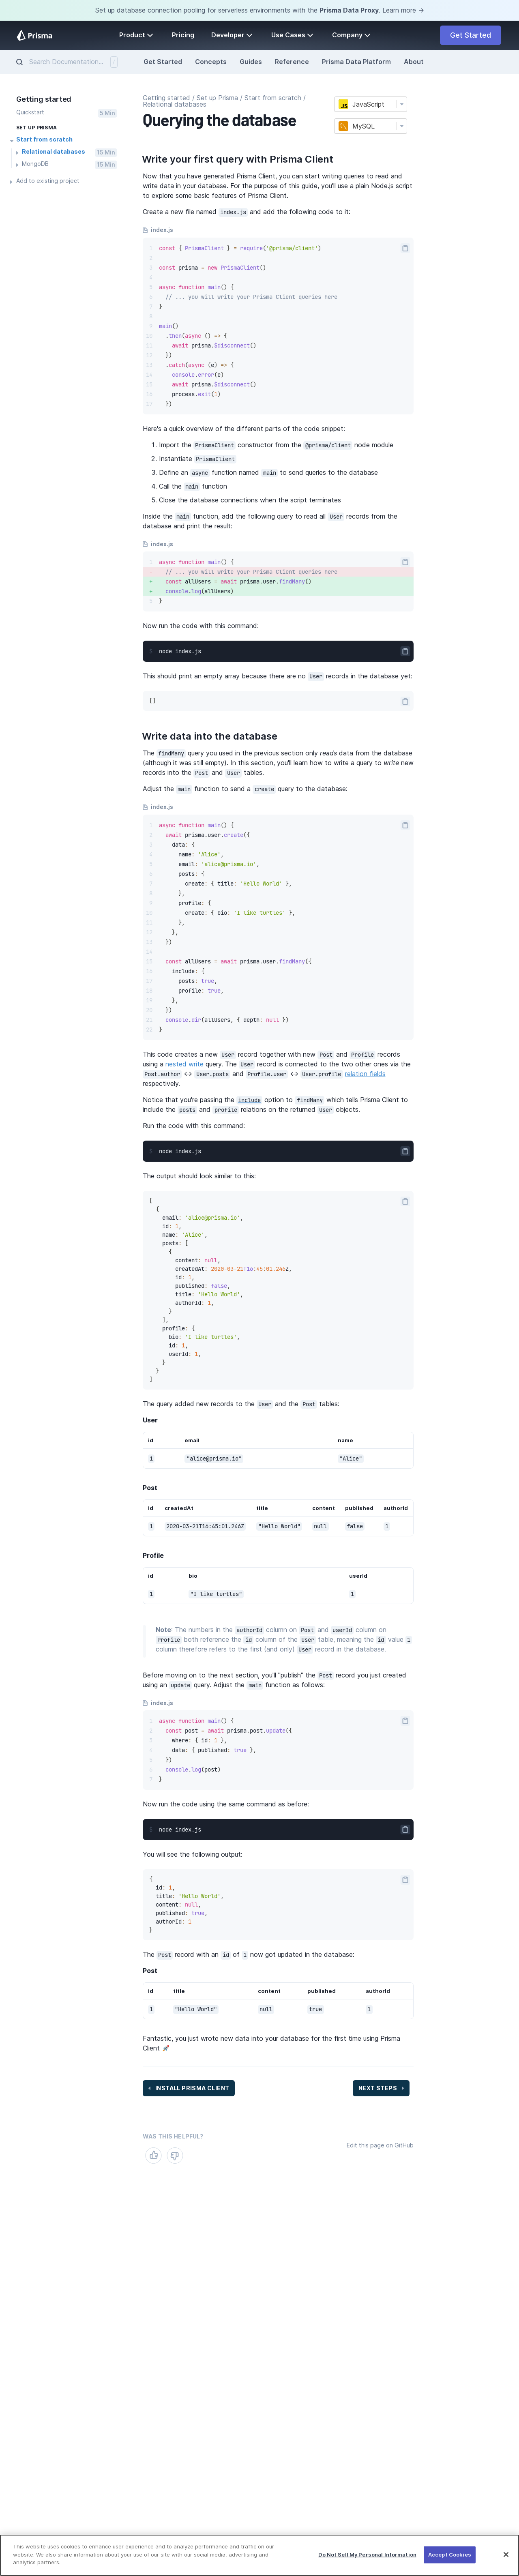 Set up database connection pooling for serverless environments with the Prisma Data Proxy. Learn more →
Prisma
Product
Pricing
Developer
Use Cases
Company
Get Started
Search Documentation...
/
Get Started
Concepts
Guides
Reference
Prisma Data Platform
About
Getting started
Quickstart
5 Min
SET UP PRISMA
Start from scratch
Relational databases
15 Min
MongoDB
15 Min
Add to existing project
Getting started / Set up Prisma / Start from scratch /
Relational databases
Querying the database
JavaScript
MySQL
Write your first query with Prisma Client
Now that you have generated Prisma Client, you can start writing queries to read and
write data in your database. For the purpose of this guide, you'll use a plain Node.js script
to explore some basic features of Prisma Client.
Create a new file named index.js and add the following code to it:
index.js
1 const { PrismaClient } = require('@prisma/client')
2
3 const prisma = new PrismaClient()
4
5 async function main() {
6 // ... you will write your Prisma Client queries here
7 }
8
9 main()
10 .then(async () => {
11 await prisma.$disconnect()
12 })
13 .catch(async (e) => {
14 console.error(e)
15 await prisma.$disconnect()
16 process.exit(1)
17 })
Here's a quick overview of the different parts of the code snippet:
1. Import the PrismaClient constructor from the @prisma/client node module
2. Instantiate PrismaClient
3. Define an async function named main to send queries to the database
4. Call the main function
5. Close the database connections when the script terminates
Inside the main function, add the following query to read all User records from the
database and print the result:
index.js
1 async function main() {
- // ... you will write your Prisma Client queries here
+ const allUsers = await prisma.user.findMany()
+ console.log(allUsers)
5 }
Now run the code with this command:
$ node index.js
This should print an empty array because there are no User records in the database yet:
[]
Write data into the database
The findMany query you used in the previous section only reads data from the database
(although it was still empty). In this section, you'll learn how to write a query to write new
records into the Post and User tables.
Adjust the main function to send a create query to the database:
index.js
1 async function main() {
2 await prisma.user.create({
3 data: {
4 name: 'Alice',
5 email: 'alice@prisma.io',
6 posts: {
7 create: { title: 'Hello World' },
8 },
9 profile: {
10 create: { bio: 'I like turtles' },
11 },
12 },
13 })
14
15 const allUsers = await prisma.user.findMany({
16 include: {
17 posts: true,
18 profile: true,
19 },
20 })
21 console.dir(allUsers, { depth: null })
22 }
This code creates a new User record together with new Post and Profile records
using a nested write query. The User record is connected to the two other ones via the
Post.author ↔ User.posts and Profile.user ↔ User.profile relation fields
respectively.
Notice that you're passing the include option to findMany which tells Prisma Client to
include the posts and profile relations on the returned User objects.
Run the code with this command:
$ node index.js
The output should look similar to this:
[
{
email: 'alice@prisma.io',
id: 1,
name: 'Alice',
posts: [
{
content: null,
createdAt: 2020-03-21T16:45:01.246Z,
id: 1,
published: false,
title: 'Hello World',
authorId: 1,
}
],
profile: {
bio: 'I like turtles',
id: 1,
userId: 1,
}
}
]
The query added new records to the User and the Post tables:
User
id email name
1 "alice@prisma.io" "Alice"
Post
id createdAt title content published authorId
1 2020-03-21T16:45:01.246Z "Hello World" null false 1
Profile
id bio userId
1 "I like turtles" 1
Note: The numbers in the authorId column on Post and userId column on
Profile both reference the id column of the User table, meaning the id value 1
column therefore refers to the first (and only) User record in the database.
Before moving on to the next section, you'll "publish" the Post record you just created
using an update query. Adjust the main function as follows:
index.js
1 async function main() {
2 const post = await prisma.post.update({
3 where: { id: 1 },
4 data: { published: true },
5 })
6 console.log(post)
7 }
Now run the code using the same command as before:
$ node index.js
You will see the following output:
{
id: 1,
title: 'Hello World',
content: null,
published: true,
authorId: 1
}
The Post record with an id of 1 now got updated in the database:
Post
id title content published authorId
1 "Hello World" null true 1
Fantastic, you just wrote new data into your database for the first time using Prisma
Client 🚀
‹ INSTALL PRISMA CLIENT
NEXT STEPS ›
WAS THIS HELPFUL?
Edit this page on GitHub
This website uses cookies to enhance user experience and to analyze performance and traffic on our
website. We also share information about your use of our site with our social media, advertising and
analytics partners.
Do Not Sell My Personal Information
Accept Cookies